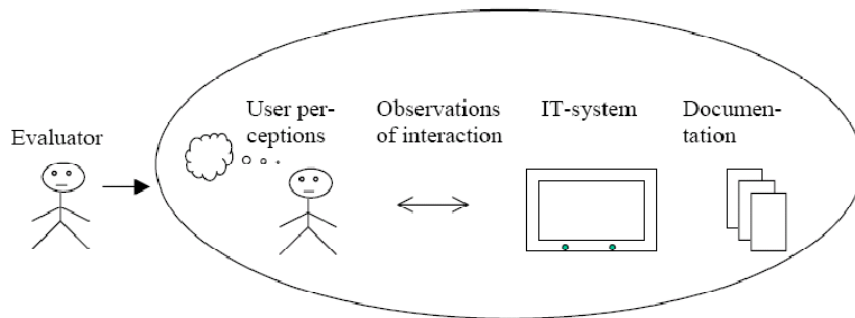 Evaluator
User per-
ceptions
Observations
of interaction
IT-system
Documen-
tation